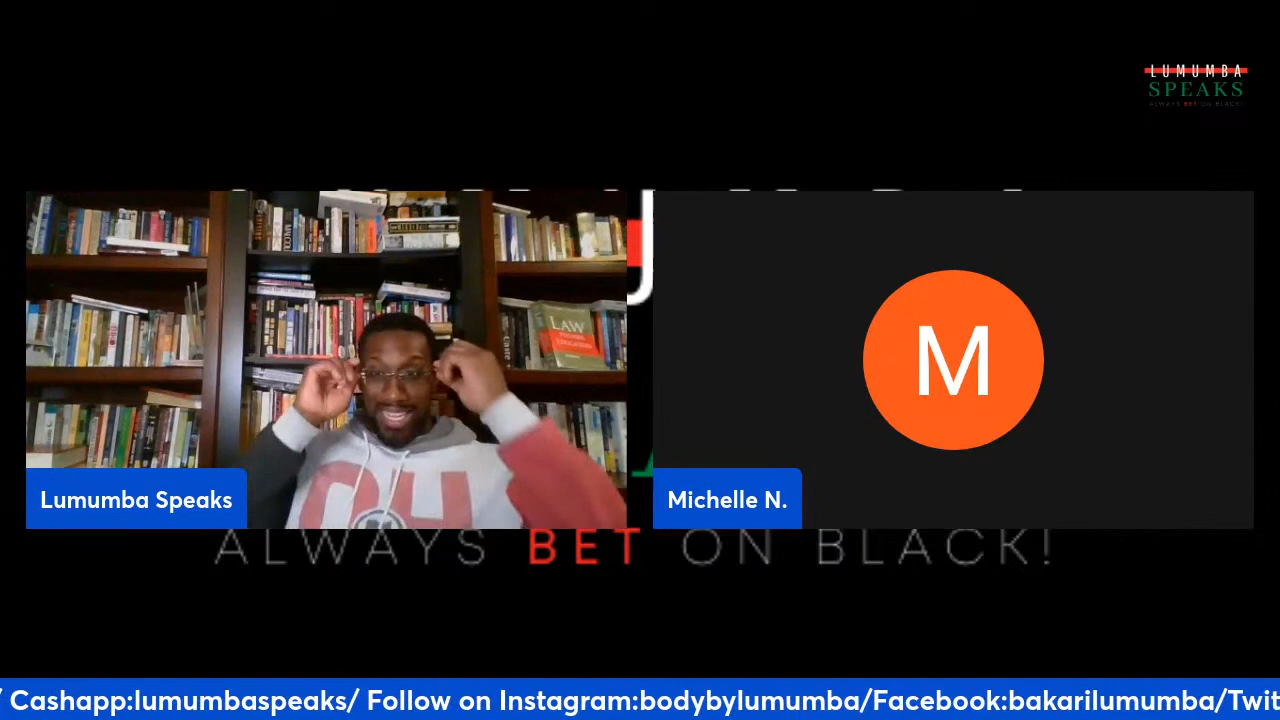 LUMUMBA
SPEAKS
ALWAYS BET ON BLACK!
LAW
M
Lumumba Speaks
Michelle N.
ALWAYS BET ON BLACK!
/ Cashapp:lumumbaspeaks/ Follow on Instagram:bodybylumumba/Facebook:bakarilumumba/Twit